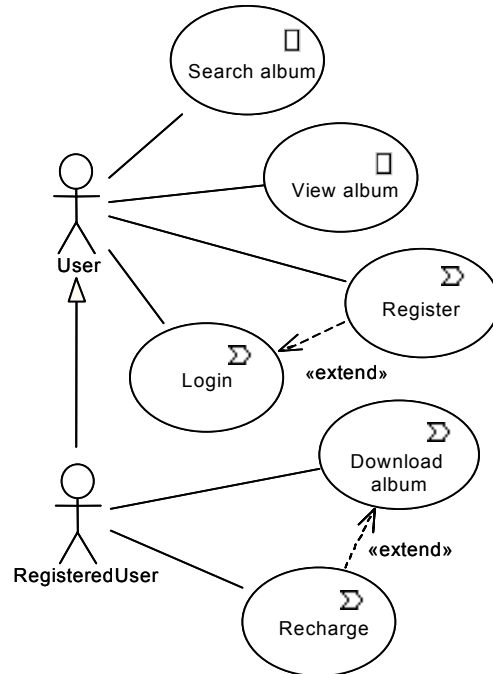 Search album
View album
User
Register
Login
«extend»
Download
album
RegisteredUser
«extend»
Recharge